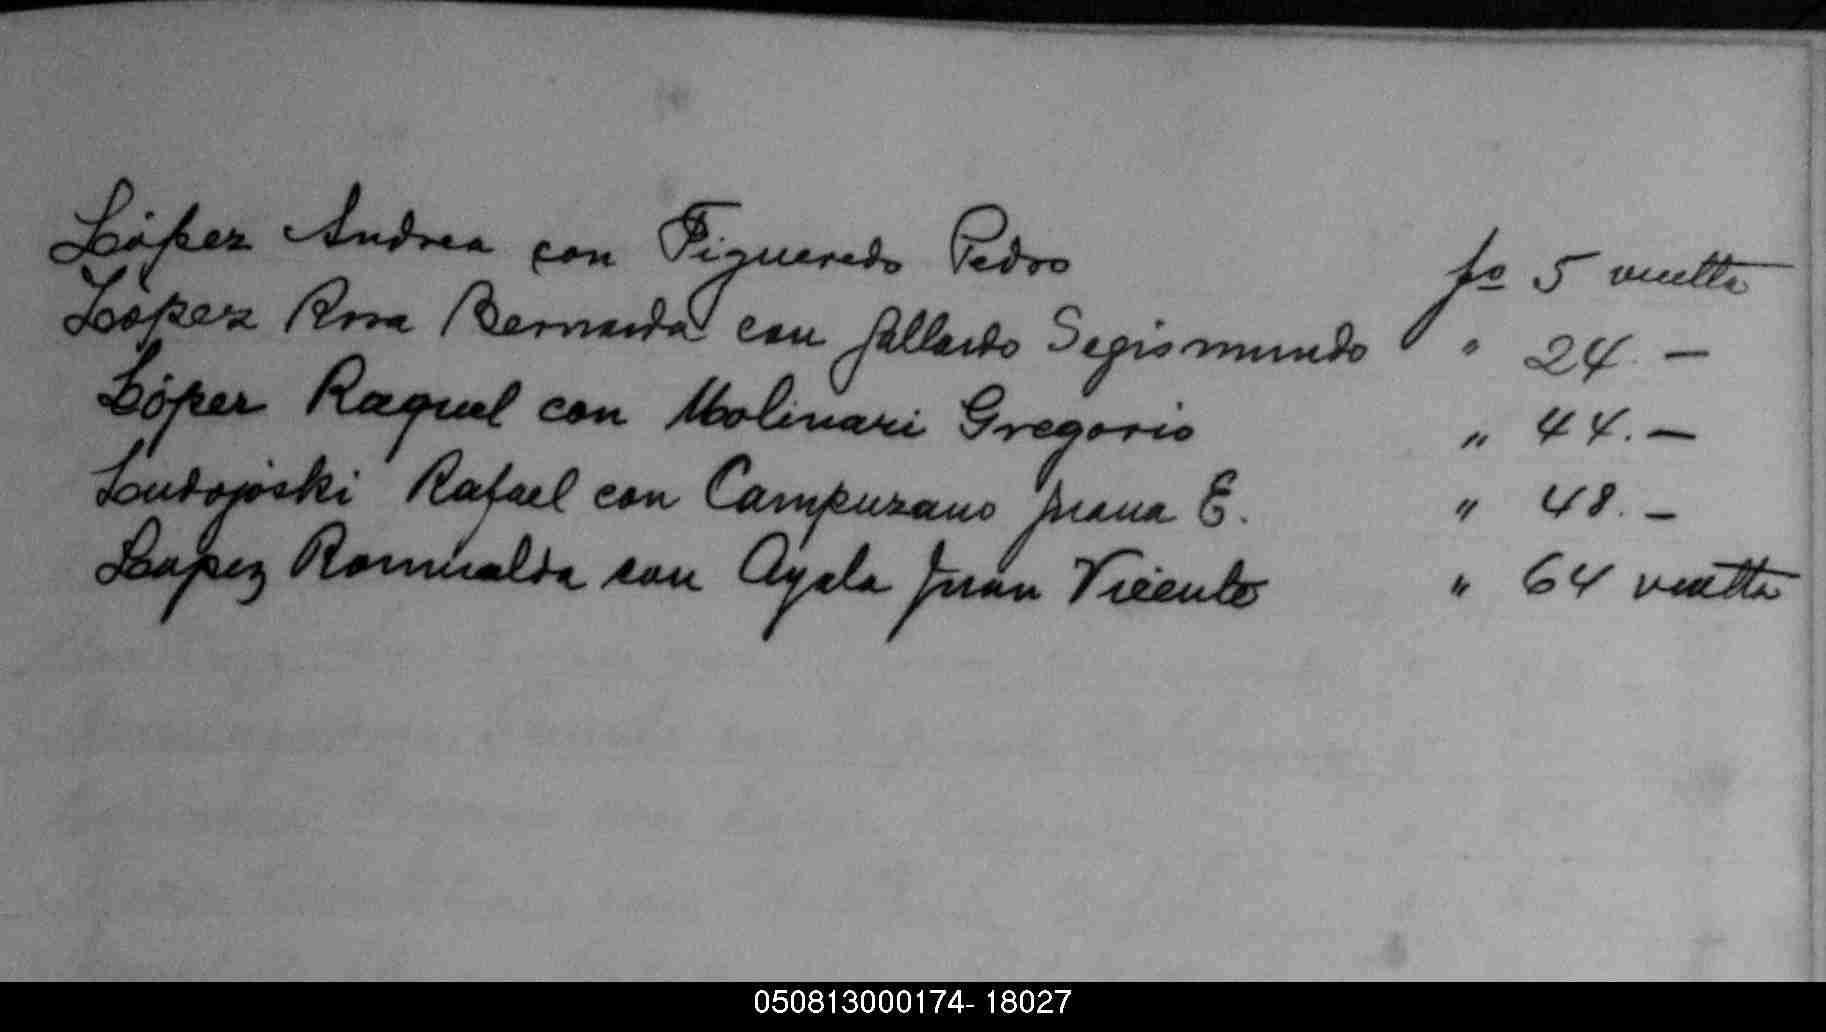 López Andrea con Figueredo Pedro fo 5 vuelta
López Rosa Bernarda con Gallardo Segismundo " 24. —
López Raquel con Molinari Gregorio " 44. —
Ludojoski Rafael con Campuzano Juana E. " 48. —
Lopez Romualda con Ayala Juan Vicente " 64 vuelta
050813000174- 18027